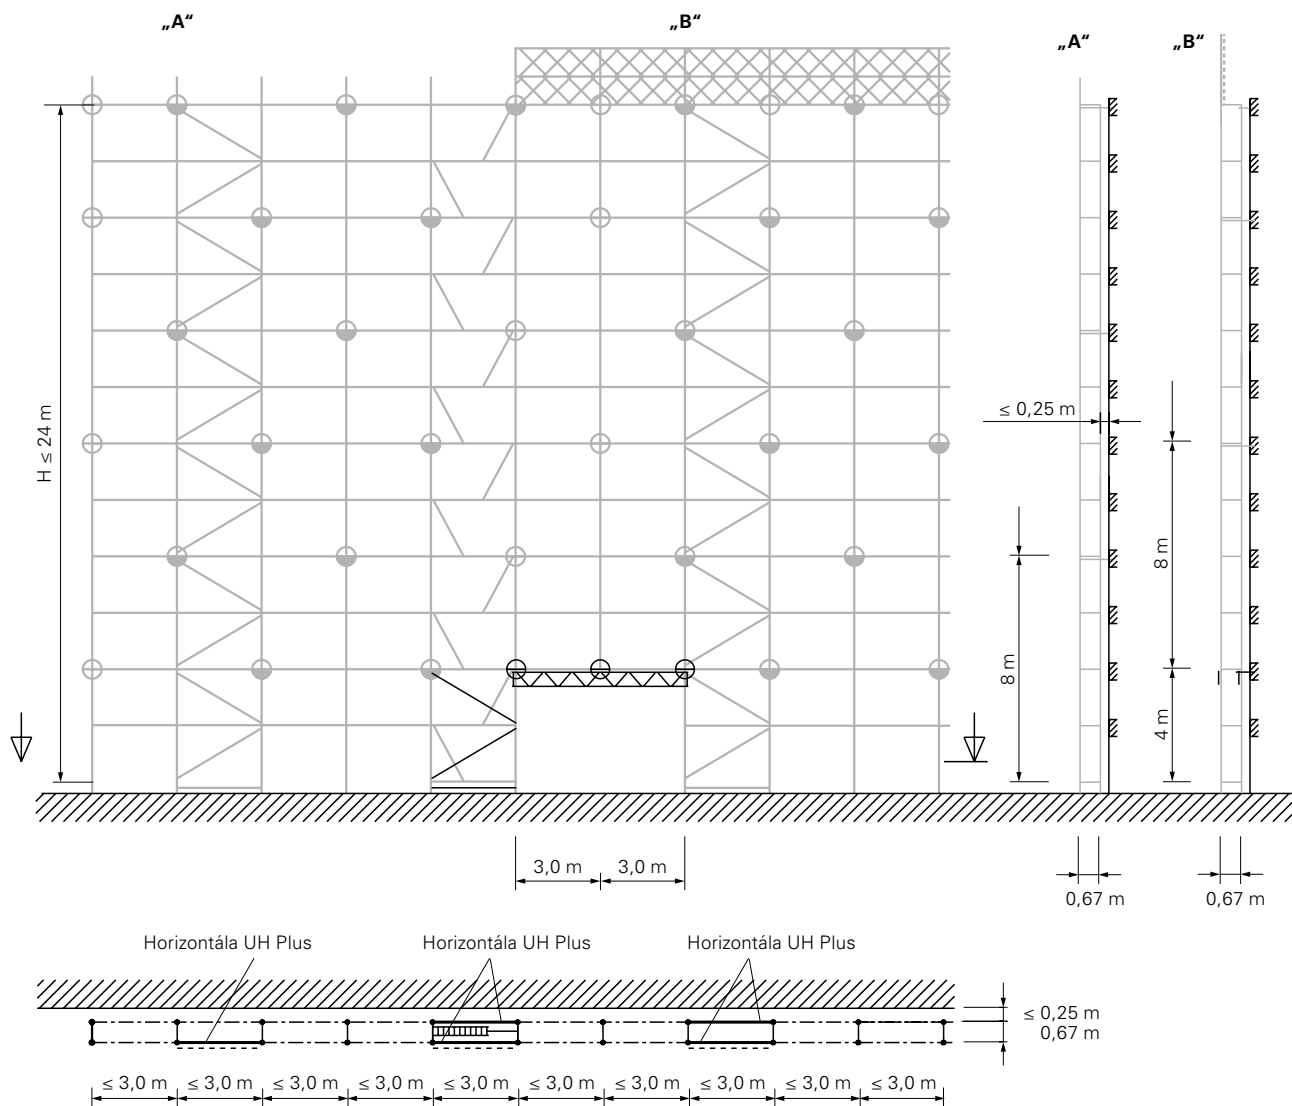 „A“
„B“
„A“
„B“
H ≤ 24 m
≤ 0,25 m
8 m
8 m
4 m
3,0 m
3,0 m
0,67 m
0,67 m
Horizontála UH Plus
Horizontála UH Plus
Horizontála UH Plus
≤ 0,25 m
0,67 m
≤ 3,0 m
≤ 3,0 m
≤ 3,0 m
≤ 3,0 m
≤ 3,0 m
≤ 3,0 m
≤ 3,0 m
≤ 3,0 m
≤ 3,0 m
≤ 3,0 m